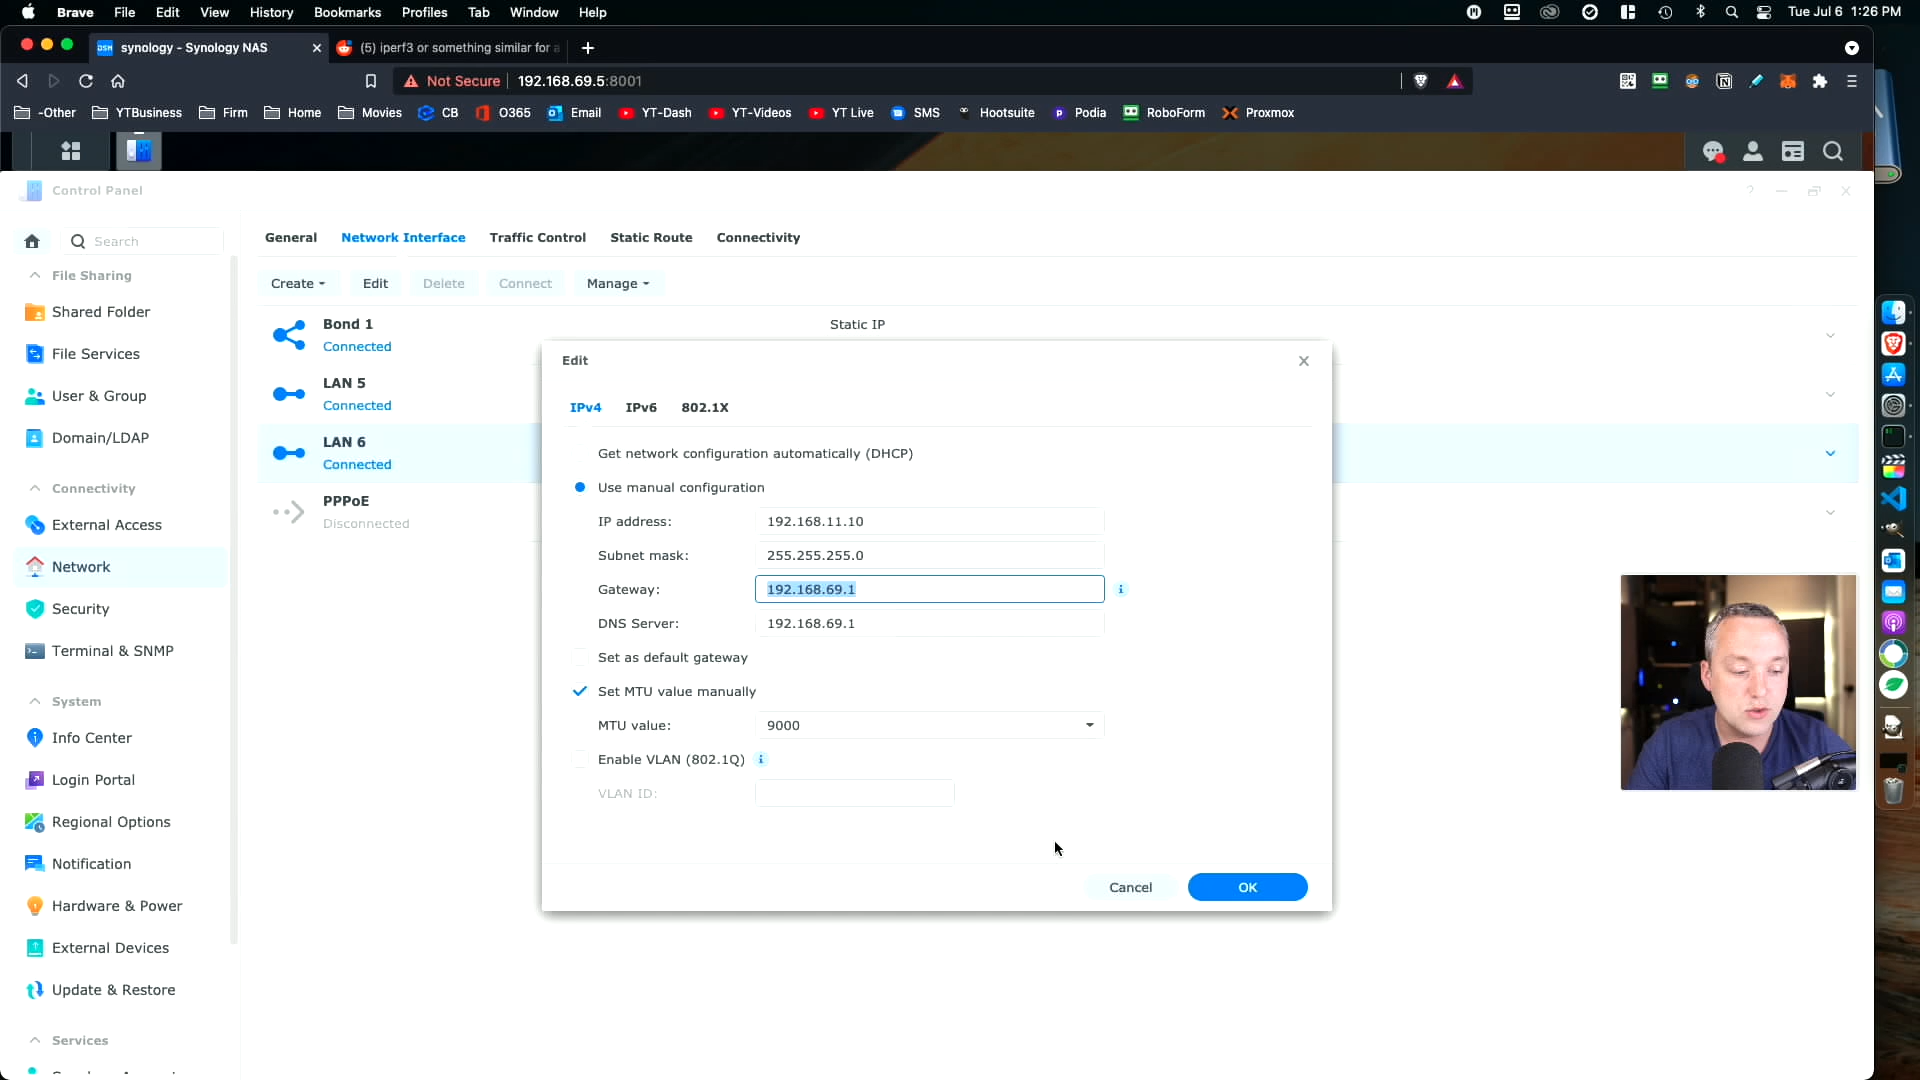 Brave File Edit View History Bookmarks Profiles Tab Window Help Tue Jul 6 1:26 PM
DSM synology - Synology NAS (5) iperf3 or something similar for a
Not Secure 192.168.69.5:8001
-Other YTBusiness Firm Home Movies CB O365 Email YT-Dash YT-Videos YT Live SMS Hootsuite Podia RoboForm Proxmox
Control Panel
Search
File Sharing
Shared Folder
File Services
User & Group
Domain/LDAP
Connectivity
External Access
Network
Security
Terminal & SNMP
System
Info Center
Login Portal
Regional Options
Notification
Hardware & Power
External Devices
Update & Restore
Services
General Network Interface Traffic Control Static Route Connectivity
Create Edit Delete Connect Manage
Bond 1 Static IP
Connected
LAN 5
Connected
LAN 6
Connected
PPPoE
Disconnected
Edit
IPv4 IPv6 802.1X
Get network configuration automatically (DHCP)
Use manual configuration
IP address: 192.168.11.10
Subnet mask: 255.255.255.0
Gateway: 192.168.69.1
DNS Server: 192.168.69.1
Set as default gateway
Set MTU value manually
MTU value: 9000
Enable VLAN (802.1Q)
VLAN ID:
Cancel OK